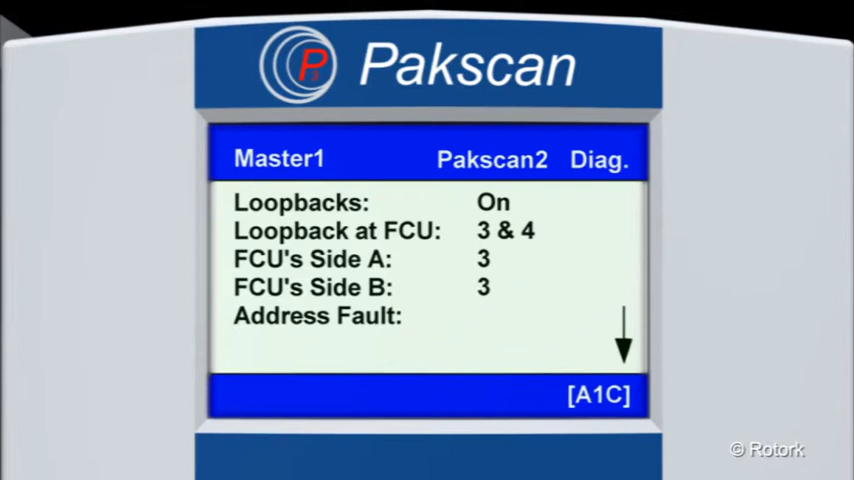 P3 Pakscan
Master1 Pakscan2 Diag.
Loopbacks: On
Loopback at FCU: 3 & 4
FCU's Side A: 3
FCU's Side B: 3
Address Fault:
[A1C]
© Rotork